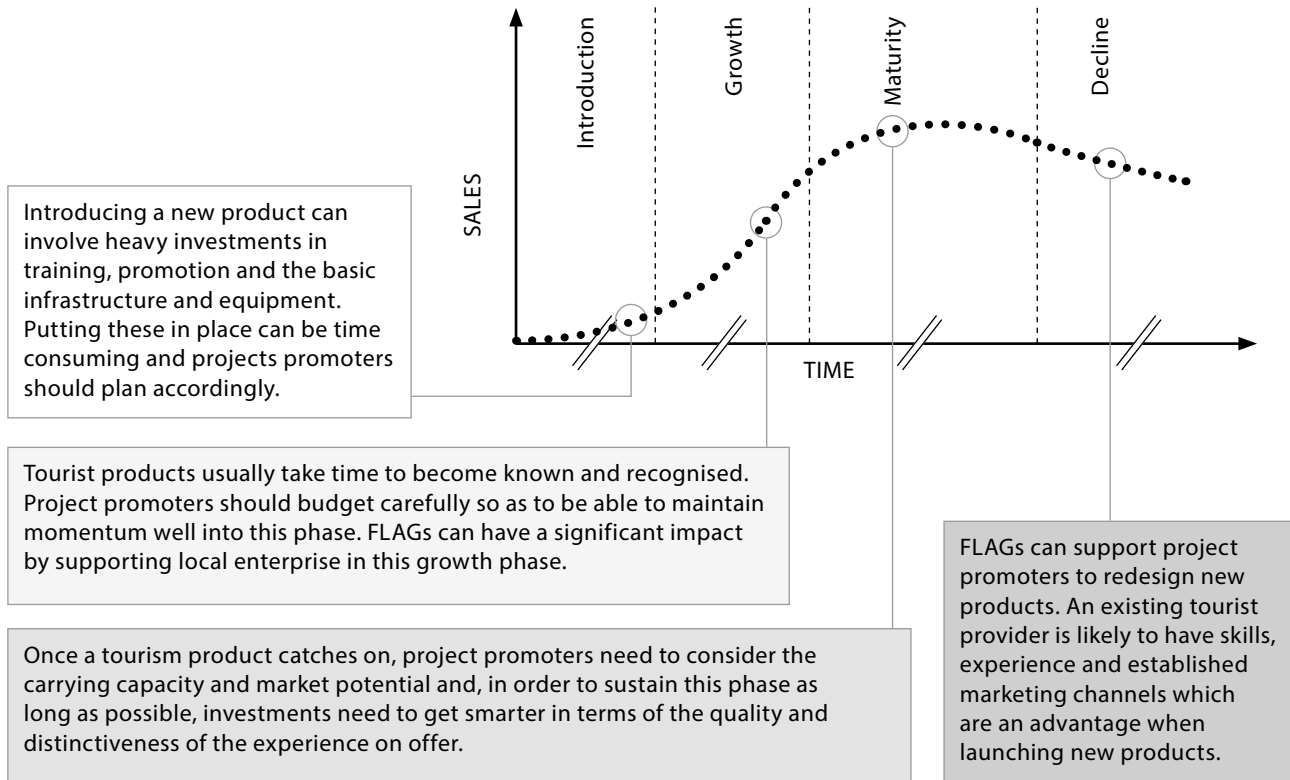 Introduction
Growth
Maturity
Decline
SALES
TIME
Introducing a new product can
involve heavy investments in
training, promotion and the basic
infrastructure and equipment.
Putting these in place can be time
consuming and projects promoters
should plan accordingly.
Tourist products usually take time to become known and recognised.
Project promoters should budget carefully so as to be able to maintain
momentum well into this phase. FLAGs can have a significant impact
by supporting local enterprise in this growth phase.
Once a tourism product catches on, project promoters need to consider the
carrying capacity and market potential and, in order to sustain this phase as
long as possible, investments need to get smarter in terms of the quality and
distinctiveness of the experience on offer.
FLAGs can support project
promoters to redesign new
products. An existing tourist
provider is likely to have skills,
experience and established
marketing channels which
are an advantage when
launching new products.